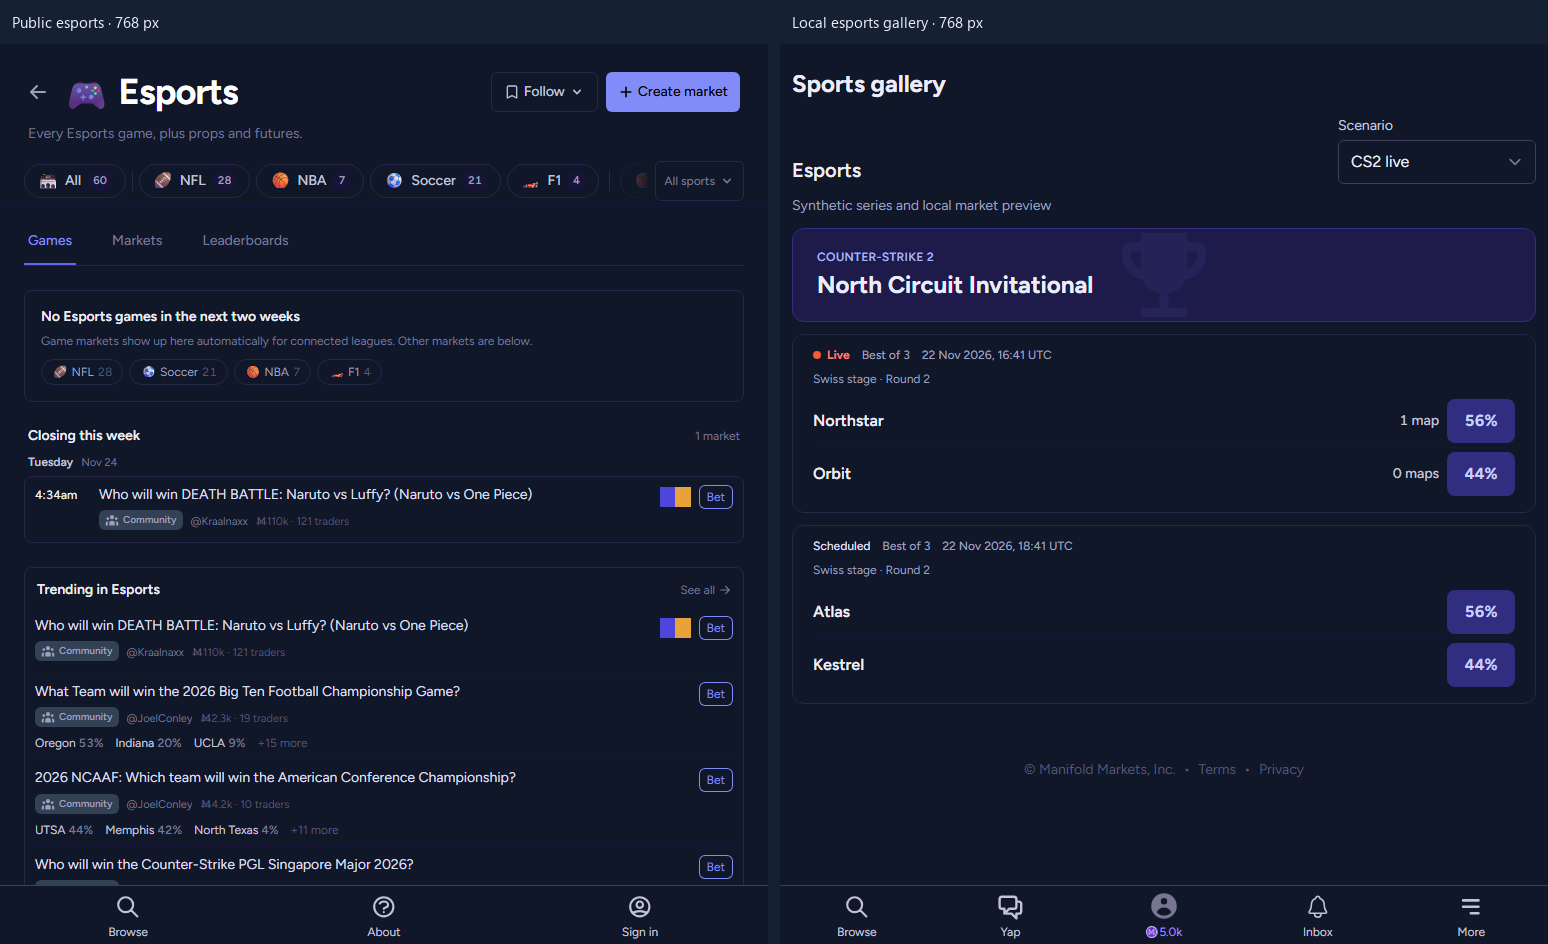 Public esports · 768 px
Esports
Follow
Create market
Every Esports game, plus props and futures.
All 60
NFL 28
NBA 7
Soccer 21
F1 4
All sports
Games
Markets
Leaderboards
No Esports games in the next two weeks
Game markets show up here automatically for connected leagues. Other markets are below.
NFL 28
Soccer 21
NBA 7
F1 4
Closing this week
1 market
Tuesday Nov 24
4:34am
Who will win DEATH BATTLE: Naruto vs Luffy? (Naruto vs One Piece)
Bet
Community @Kraalnaxx M110k · 121 traders
Trending in Esports
See all →
Who will win DEATH BATTLE: Naruto vs Luffy? (Naruto vs One Piece)
Bet
Community @Kraalnaxx M110k · 121 traders
What Team will win the 2026 Big Ten Football Championship Game?
Bet
Community @JoelConley M2.3k · 19 traders
Oregon 53% Indiana 20% UCLA 9% +15 more
2026 NCAAF: Which team will win the American Conference Championship?
Bet
Community @JoelConley M4.2k · 10 traders
UTSA 44% Memphis 42% North Texas 4% +11 more
Who will win the Counter-Strike PGL Singapore Major 2026?
Bet
Browse
About
Sign in
Local esports gallery · 768 px
Sports gallery
Scenario
CS2 live
Esports
Synthetic series and local market preview
COUNTER-STRIKE 2
North Circuit Invitational
Live Best of 3 22 Nov 2026, 16:41 UTC
Swiss stage · Round 2
Northstar 1 map 56%
Orbit 0 maps 44%
Scheduled Best of 3 22 Nov 2026, 18:41 UTC
Swiss stage · Round 2
Atlas 56%
Kestrel 44%
© Manifold Markets, Inc. • Terms • Privacy
Browse
Yap
M 5.0k
Inbox
More